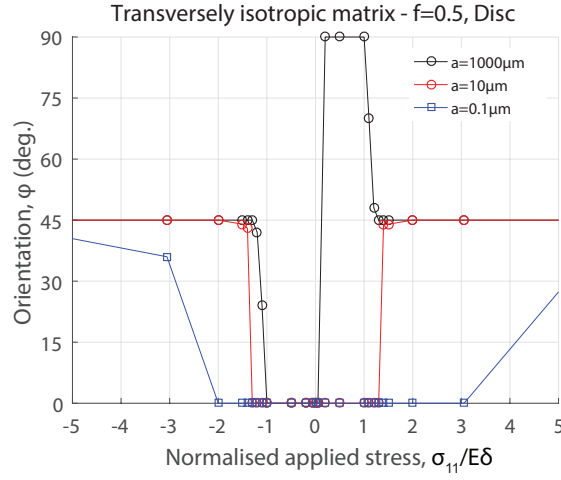 Transversely isotropic matrix - f=0.5, Disc
90
75
60
45
30
15
0
Orientation, φ (deg.)
a=1000μm
a=10μm
a=0.1μm
-5 -4 -3 -2 -1 0 1 2 3 4 5
Normalised applied stress, σ11/Eδ